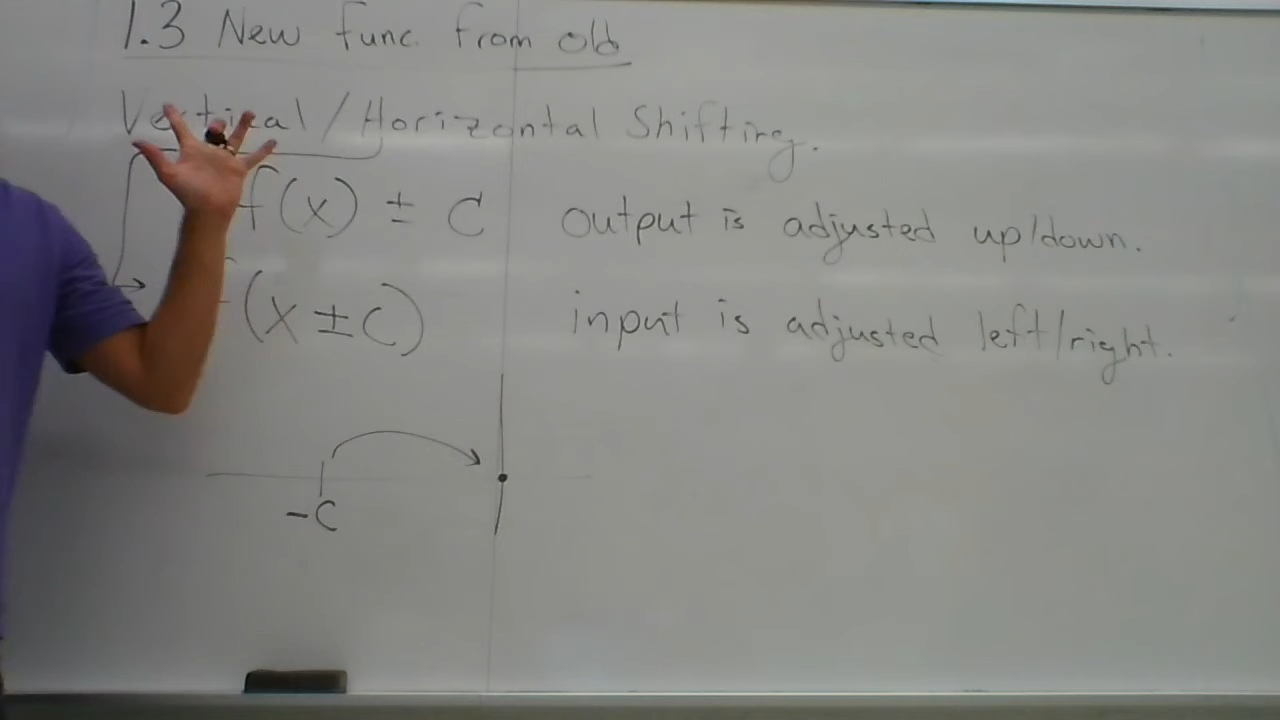 1.3 New func. from old
Vertical / Horizontal Shifting.
f(x) ± C output is adjusted up/down.
f(x ± C) input is adjusted left/right.
-C